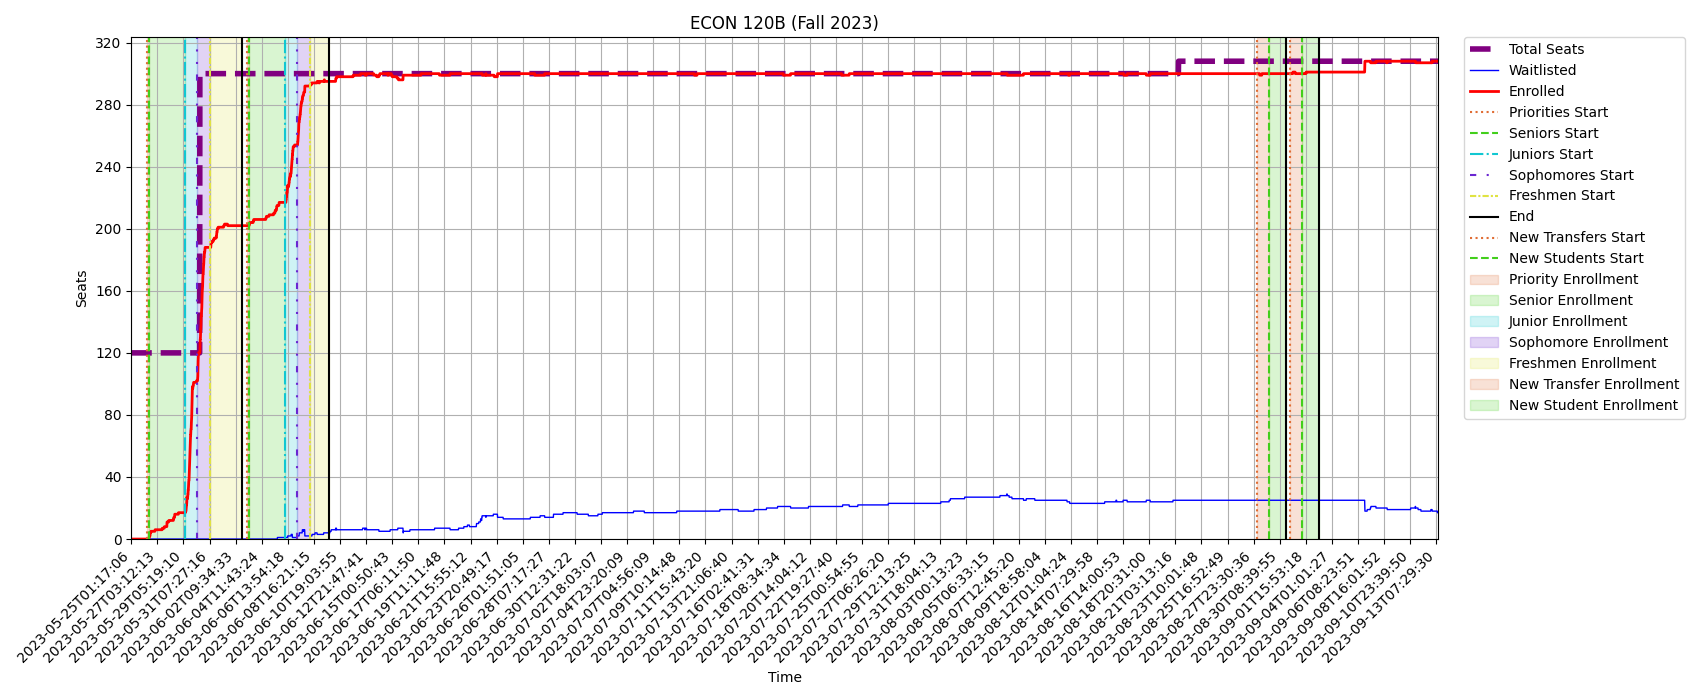 ECON 120B (Fall 2023)
320
280
240
200
160
120
80
40
0
Seats
2023-05-25T01:17:06
2023-05-27T03:12:13
2023-05-29T05:19:10
2023-05-31T07:27:16
2023-06-02T09:34:33
2023-06-04T11:43:24
2023-06-06T13:54:18
2023-06-08T16:21:15
2023-06-10T19:03:55
2023-06-12T21:47:41
2023-06-15T00:50:43
2023-06-17T06:11:50
2023-06-19T11:11:48
2023-06-21T15:55:12
2023-06-23T20:49:17
2023-06-26T01:51:05
2023-06-28T07:17:27
2023-06-30T12:31:22
2023-07-02T18:03:07
2023-07-04T23:20:09
2023-07-07T04:56:09
2023-07-09T10:14:48
2023-07-11T15:43:20
2023-07-13T21:06:40
2023-07-16T02:41:31
2023-07-18T08:34:34
2023-07-20T14:04:12
2023-07-22T19:27:40
2023-07-25T00:54:55
2023-07-27T06:26:20
2023-07-29T12:13:25
2023-07-31T18:04:13
2023-08-03T00:13:23
2023-08-05T06:33:15
2023-08-07T12:45:20
2023-08-09T18:58:04
2023-08-12T01:04:24
2023-08-14T07:29:58
2023-08-16T14:00:53
2023-08-18T20:31:00
2023-08-21T03:13:16
2023-08-23T10:01:48
2023-08-25T16:52:49
2023-08-27T23:30:36
2023-08-30T08:39:55
2023-09-01T15:53:18
2023-09-04T01:01:27
2023-09-06T08:23:51
2023-09-08T16:01:52
2023-09-10T23:39:50
2023-09-13T07:29:30
Time
Total Seats
Waitlisted
Enrolled
Priorities Start
Seniors Start
Juniors Start
Sophomores Start
Freshmen Start
End
New Transfers Start
New Students Start
Priority Enrollment
Senior Enrollment
Junior Enrollment
Sophomore Enrollment
Freshmen Enrollment
New Transfer Enrollment
New Student Enrollment